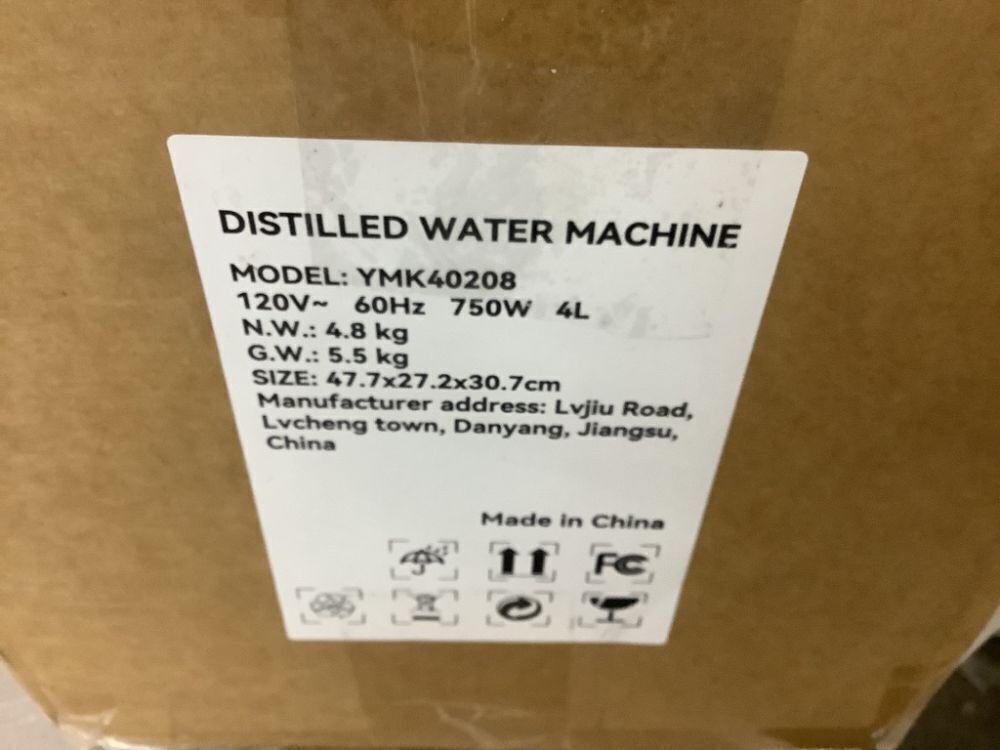 DISTILLED WATER MACHINE
MODEL: YMK40208
120V~ 60Hz 750W 4L
N.W.: 4.8 kg
G.W.: 5.5 kg
SIZE: 47.7x27.2x30.7cm
Manufacturer address: Lvjiu Road,
Lvcheng town, Danyang, Jiangsu,
China
Made in China
FC